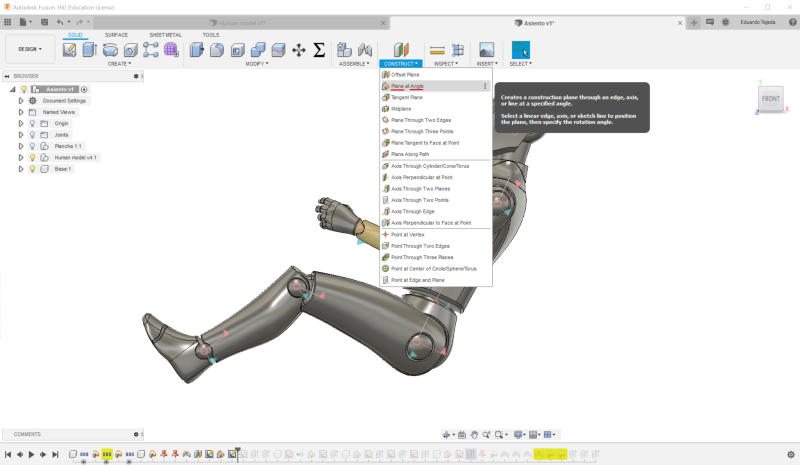 Autodesk Fusion 360 (Education License)
Human model v1*
Asiento v1*
Eduardo Tejada
DESIGN
SOLID SURFACE SHEET METAL TOOLS
CREATE MODIFY ASSEMBLE CONSTRUCT INSPECT INSERT SELECT
BROWSER
Asiento v1
Document Settings
Named Views
Origin
Joints
Plancha 1:1
Human model v4:1
Base:1
Offset Plane
Plane at Angle
Tangent Plane
Midplane
Plane Through Two Edges
Plane Through Three Points
Plane Tangent to Face at Point
Plane Along Path
Axis Through Cylinder/Cone/Torus
Axis Perpendicular at Point
Axis Through Two Planes
Axis Through Two Points
Axis Through Edge
Axis Perpendicular to Face at Point
Point at Vertex
Point Through Two Edges
Point Through Three Planes
Point at Center of Circle/Sphere/Torus
Point at Edge and Plane
Creates a construction plane through an edge, axis,
or line at a specified angle.
Select a linear edge, axis, or sketch line to position
the plane, then specify the rotation angle.
FRONT
COMMENTS